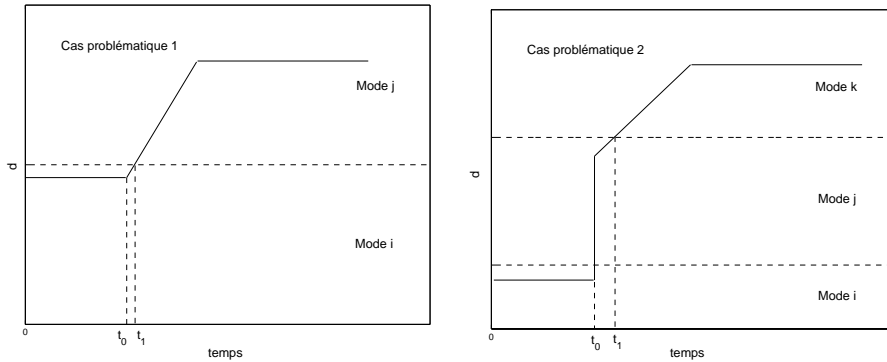 Cas problématique 1
Mode j
d
Mode i
0
t0 t1
temps
Cas problématique 2
Mode k
d
Mode j
Mode i
0
t0 t1
temps